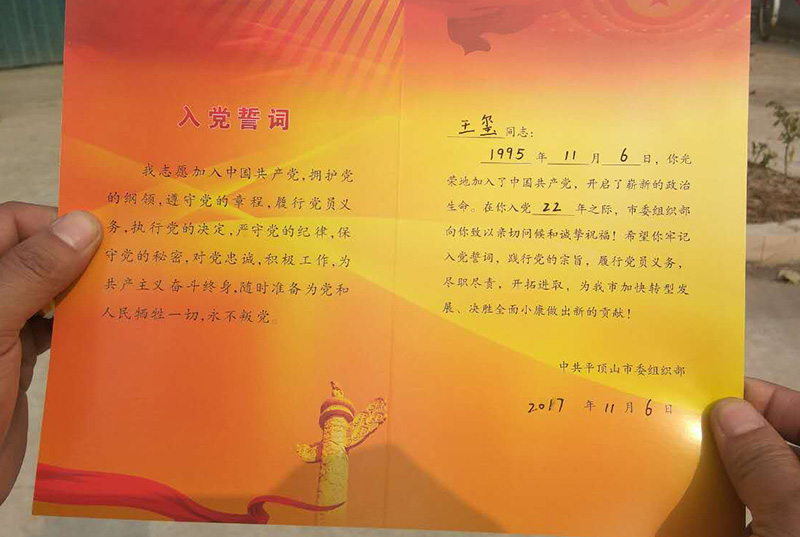 入党誓词
我志愿加入中国共产党,拥护党
的纲领,遵守党的章程,履行党员义
务,执行党的决定,严守党的纪律,保
守党的秘密,对党忠诚,积极工作,为
共产主义奋斗终身,随时准备为党和
人民牺牲一切,永不叛党。
王玺 同志:
1995 年 11 月 6 日,你光
荣地加入了中国共产党,开启了崭新的政治
生命。在你入党 22 年之际,市委组织部
向你致以亲切问候和诚挚祝福!希望你牢记
入党誓词,践行党的宗旨,履行党员义务,
尽职尽责,开拓进取,为我市加快转型发
展、决胜全面小康做出新的贡献!
中共平顶山市委组织部
2017 年 11 月 6 日